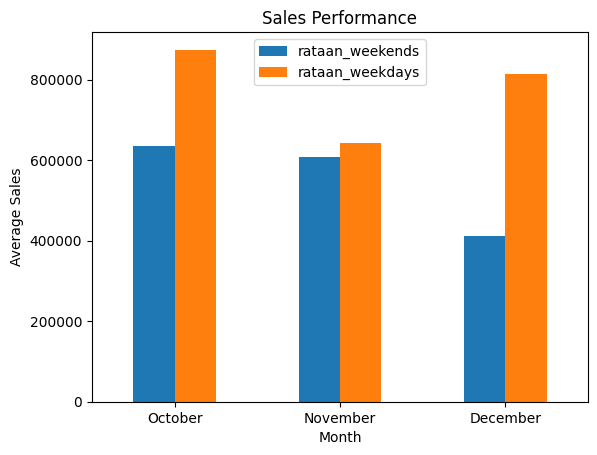 Sales Performance
rataan_weekends
rataan_weekdays
Average Sales
800000
600000
400000
200000
0
October
November
December
Month